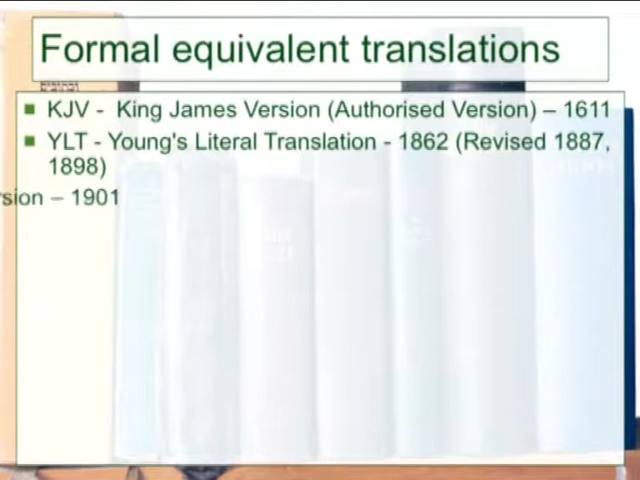 Formal equivalent translations
KJV - King James Version (Authorised Version) – 1611
YLT - Young's Literal Translation - 1862 (Revised 1887,
1898)
sion – 1901